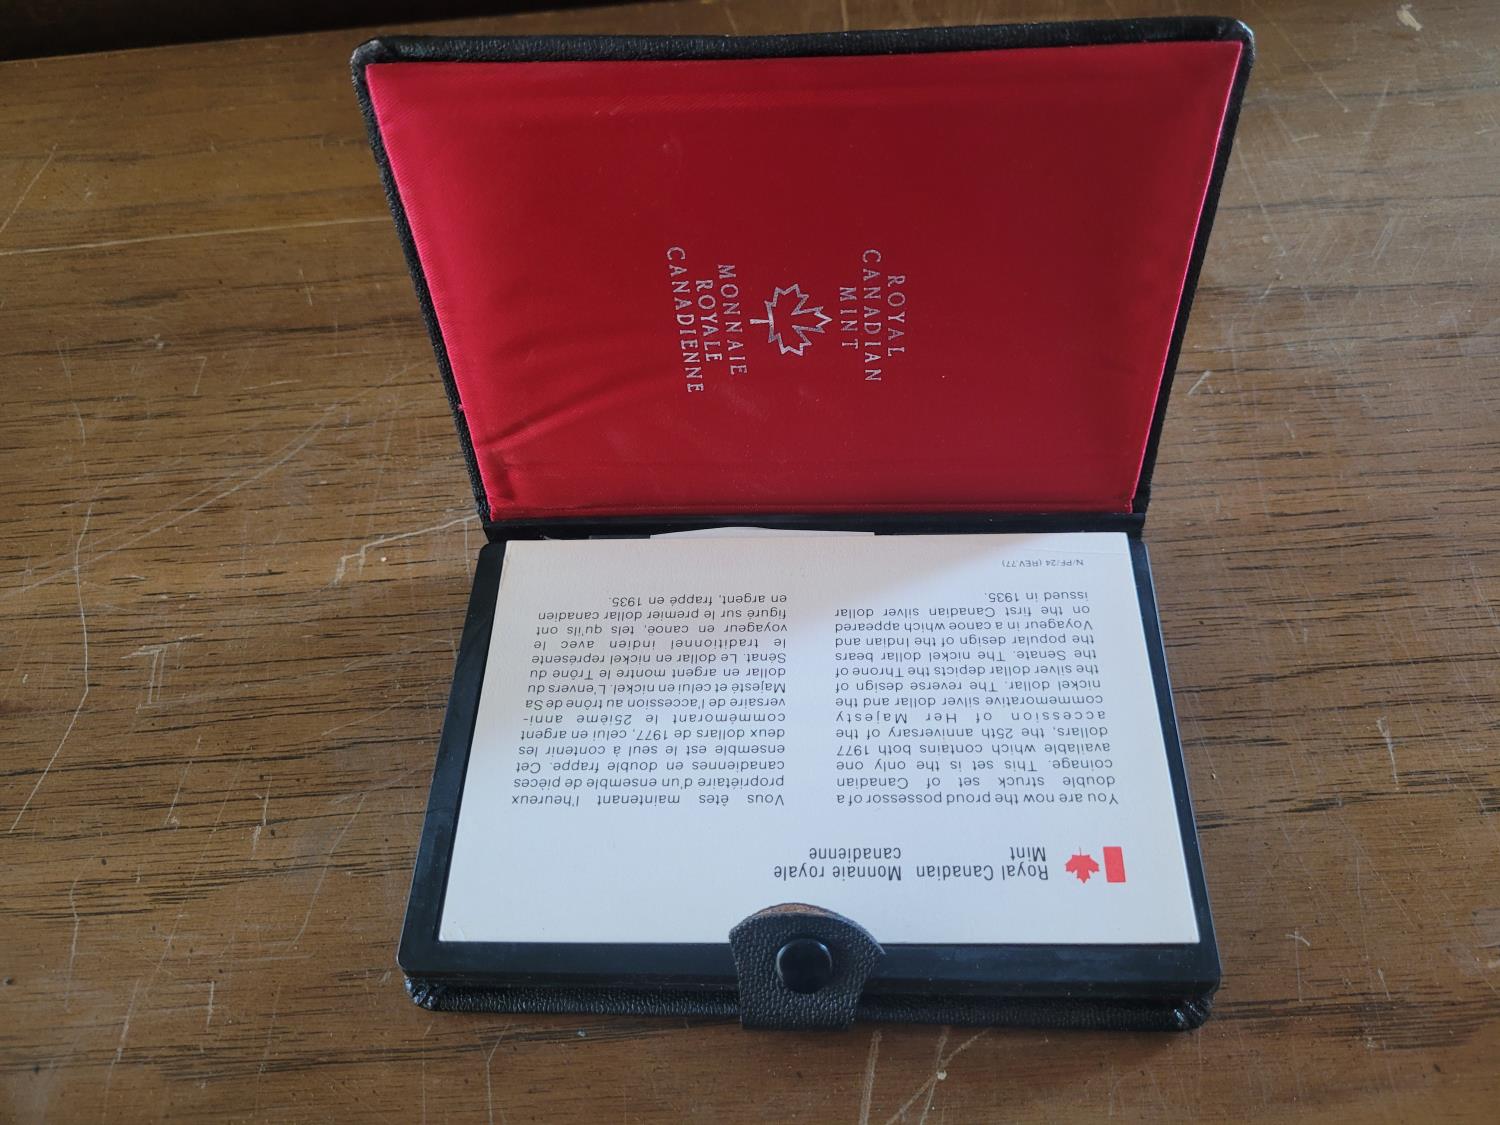 ROYAL
CANADIAN
MINT
MONNAIE
ROYALE
CANADIENNE
Royal Canadian Monnaie royale
Mint canadienne
You are now the proud possessor of a
double struck set of Canadian
coinage. This set is the only one
available which contains both 1977
dollars, the 25th anniversary of the
accession of Her Majesty
commemorative silver dollar and the
nickel dollar. The reverse design of
the silver dollar depicts the Throne of
the Senate. The nickel dollar bears
the popular design of the Indian and
Voyageur in a canoe which appeared
on the first Canadian silver dollar
issued in 1935.
Vous êtes maintenant l'heureux
propriétaire d'un ensemble de pièces
canadiennes en double frappe. Cet
ensemble est le seul à contenir les
deux dollars de 1977, celui en argent
commémorant le 25ième anni-
versaire de l'accession au trône de Sa
Majesté et celui en nickel. L'envers du
dollar en argent montre le Trône du
Sénat. Le dollar en nickel représente
le traditionnel indien avec le
voyageur en canoë, tels qu'ils ont
figuré sur le premier dollar canadien
en argent, frappé en 1935.
N/PF/24 (REV.77)